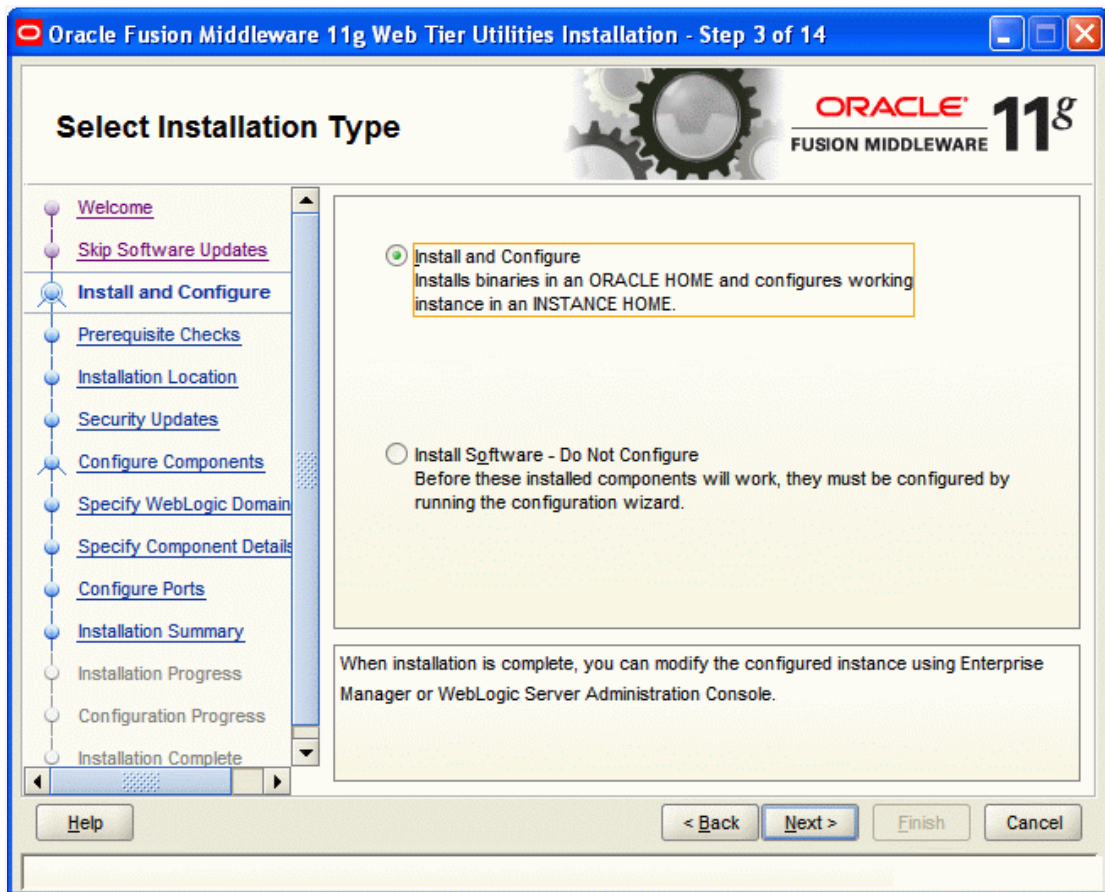 Oracle Fusion Middleware 11g Web Tier Utilities Installation - Step 3 of 14
Select Installation Type
ORACLE
FUSION MIDDLEWARE
11g
Welcome
Skip Software Updates
Install and Configure
Prerequisite Checks
Installation Location
Security Updates
Configure Components
Specify WebLogic Domain
Specify Component Details
Configure Ports
Installation Summary
Installation Progress
Configuration Progress
Installation Complete
Install and Configure
Installs binaries in an ORACLE HOME and configures working
instance in an INSTANCE HOME.
Install Software - Do Not Configure
Before these installed components will work, they must be configured by
running the configuration wizard.
When installation is complete, you can modify the configured instance using Enterprise
Manager or WebLogic Server Administration Console.
Help
< Back
Next >
Finish
Cancel